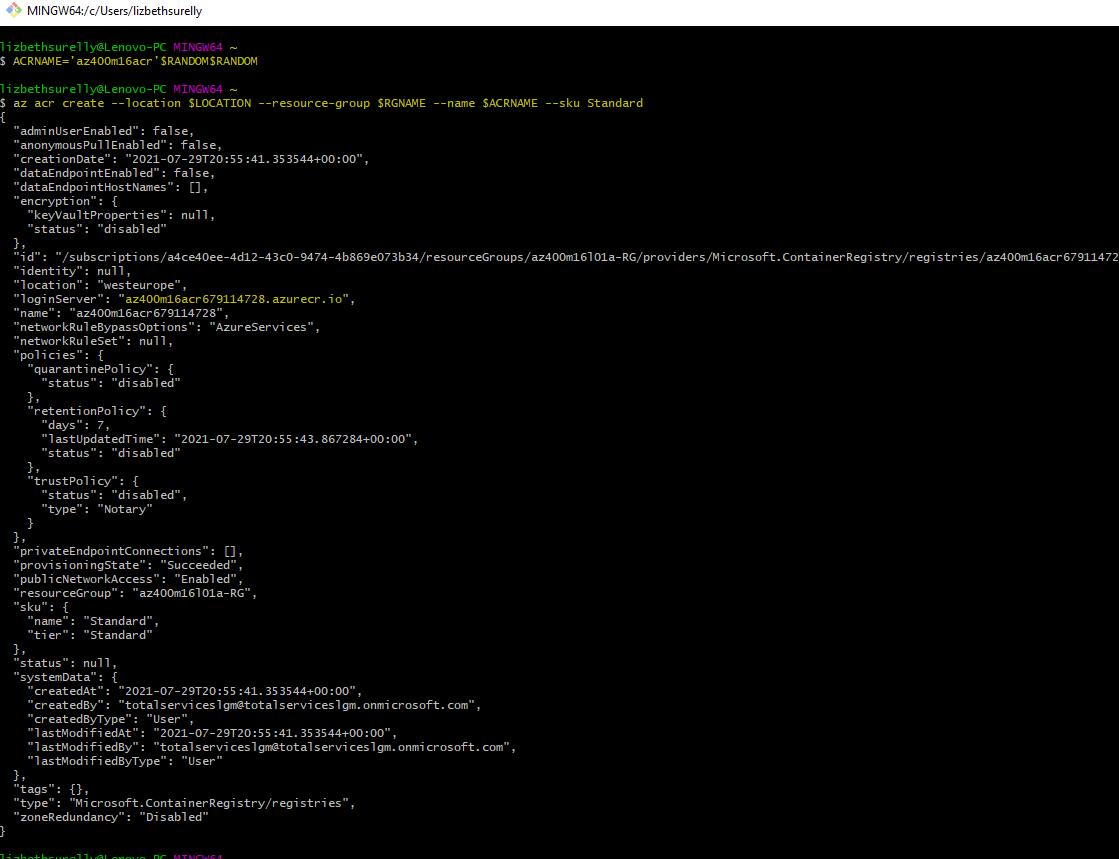 MINGW64:/c/Users/lizbethsurelly
lizbethsurelly@Lenovo-PC MINGW64 ~
$ ACRNAME='az400m16acr'$RANDOM$RANDOM
lizbethsurelly@Lenovo-PC MINGW64 ~
$ az acr create --location $LOCATION --resource-group $RGNAME --name $ACRNAME --sku Standard
{
  "adminUserEnabled": false,
  "anonymousPullEnabled": false,
  "creationDate": "2021-07-29T20:55:41.353544+00:00",
  "dataEndpointEnabled": false,
  "dataEndpointHostNames": [],
  "encryption": {
    "keyVaultProperties": null,
    "status": "disabled"
  },
  "id": "/subscriptions/a4ce40ee-4d12-43c0-9474-4b869e073b34/resourceGroups/az400m16l01a-RG/providers/Microsoft.ContainerRegistry/registries/az400m16acr67911472
  "identity": null,
  "location": "westeurope",
  "loginServer": "az400m16acr679114728.azurecr.io",
  "name": "az400m16acr679114728",
  "networkRuleBypassOptions": "AzureServices",
  "networkRuleSet": null,
  "policies": {
    "quarantinePolicy": {
      "status": "disabled"
    },
    "retentionPolicy": {
      "days": 7,
      "lastUpdatedTime": "2021-07-29T20:55:43.867284+00:00",
      "status": "disabled"
    },
    "trustPolicy": {
      "status": "disabled",
      "type": "Notary"
    }
  },
  "privateEndpointConnections": [],
  "provisioningState": "Succeeded",
  "publicNetworkAccess": "Enabled",
  "resourceGroup": "az400m16l01a-RG",
  "sku": {
    "name": "Standard",
    "tier": "Standard"
  },
  "status": null,
  "systemData": {
    "createdAt": "2021-07-29T20:55:41.353544+00:00",
    "createdBy": "totalserviceslgm@totalserviceslgm.onmicrosoft.com",
    "createdByType": "User",
    "lastModifiedAt": "2021-07-29T20:55:41.353544+00:00",
    "lastModifiedBy": "totalserviceslgm@totalserviceslgm.onmicrosoft.com",
    "lastModifiedByType": "User"
  },
  "tags": {},
  "type": "Microsoft.ContainerRegistry/registries",
  "zoneRedundancy": "Disabled"
}
lizbethsurelly@Lenovo-PC MINGW64